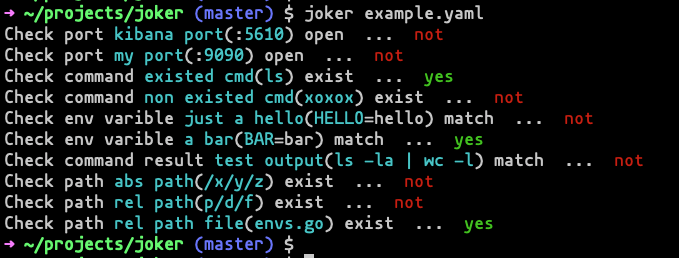 ➜ ~/projects/joker (master) $ joker example.yaml
Check port kibana port(:5610) open ... not
Check port my port(:9090) open ... not
Check command existed cmd(ls) exist ... yes
Check command non existed cmd(xoxox) exist ... not
Check env varible just a hello(HELLO=hello) match ... not
Check env varible a bar(BAR=bar) match ... yes
Check command result test output(ls -la | wc -l) match ... not
Check path abs path(/x/y/z) exist ... not
Check path rel path(p/d/f) exist ... not
Check path rel path file(envs.go) exist ... yes
➜ ~/projects/joker (master) $